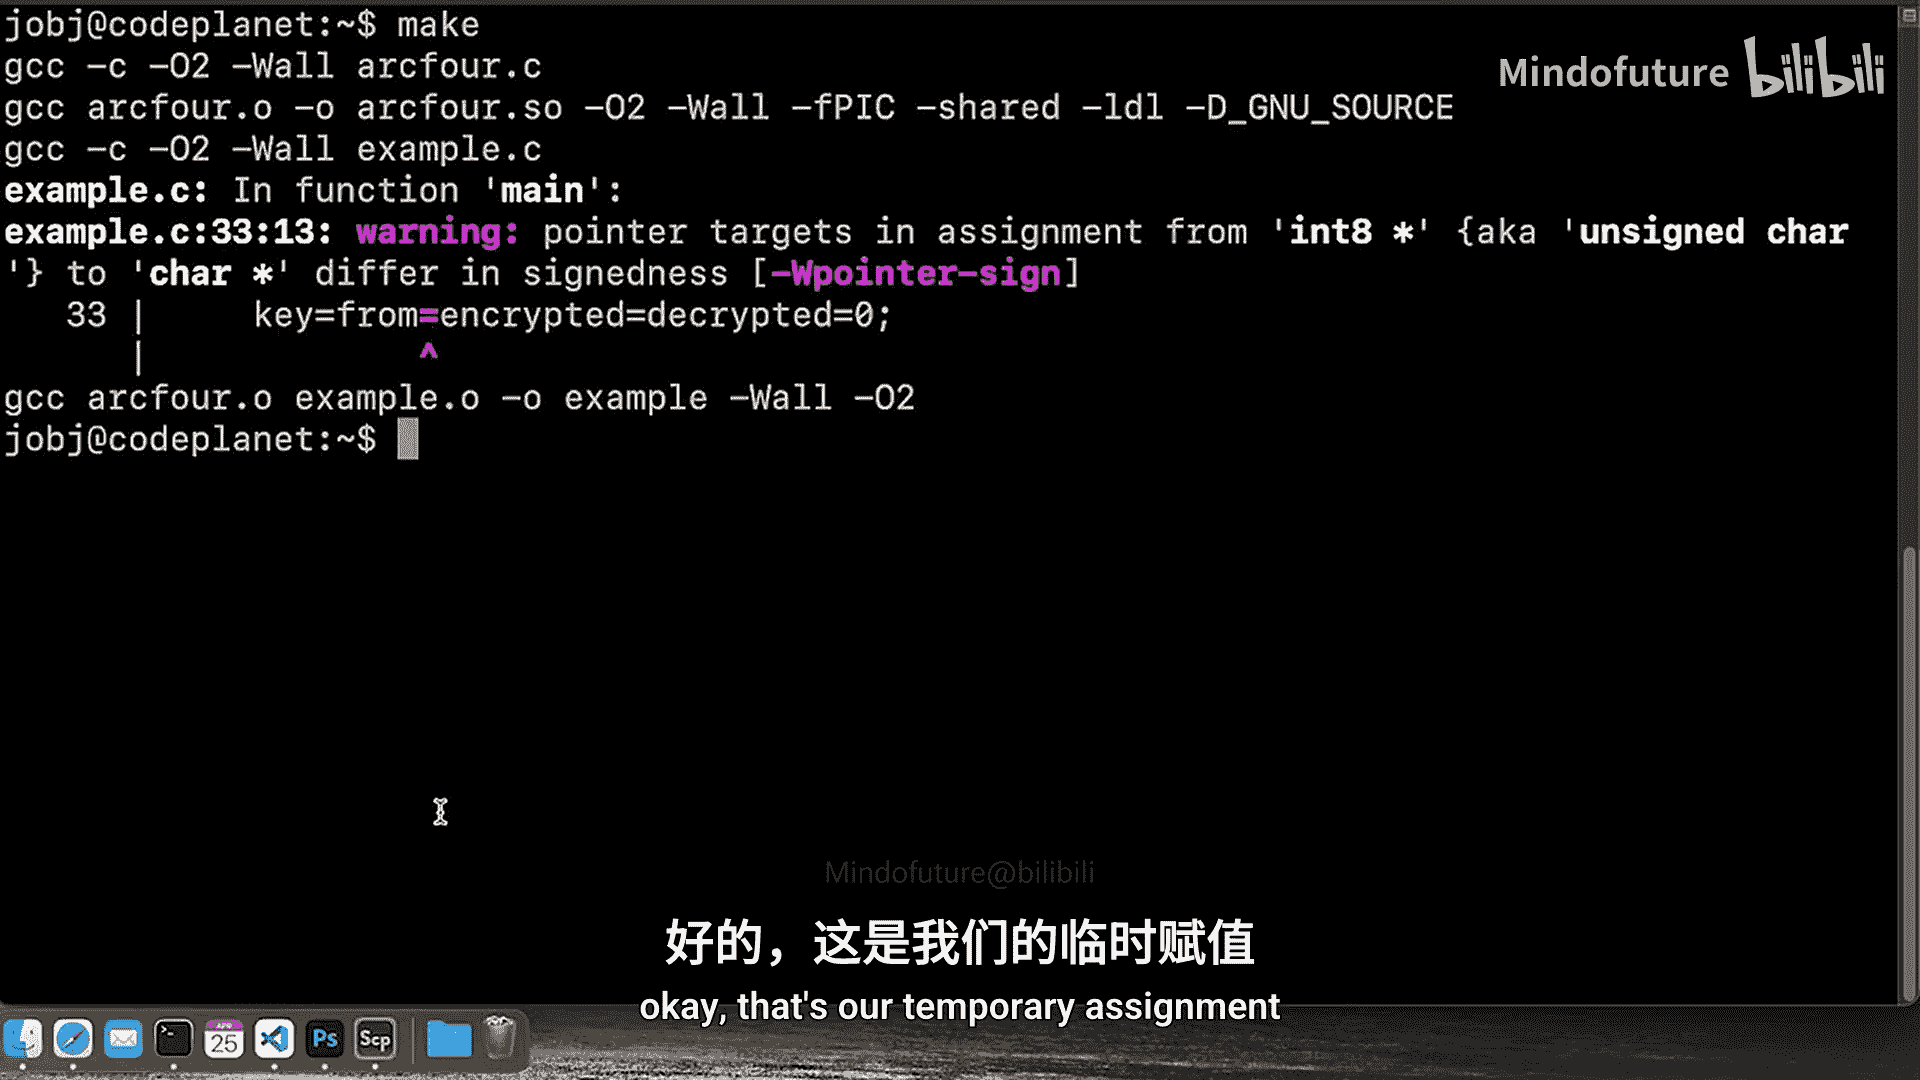 jobj@codeplanet:~$ make
gcc -c -O2 -Wall arcfour.c
Mindofuture bilibili
gcc arcfour.o -o arcfour.so -O2 -Wall -fPIC -shared -ldl -D_GNU_SOURCE
gcc -c -O2 -Wall example.c
example.c: In function 'main':
example.c:33:13: warning: pointer targets in assignment from 'int8 *' {aka 'unsigned char
'} to 'char *' differ in signedness [-Wpointer-sign]
33 | key=from=encrypted=decrypted=0;
| ^
gcc arcfour.o example.o -o example -Wall -O2
jobj@codeplanet:~$
Mindofuture@bilibili
好的，这是我们的临时赋值
okay, that's our temporary assignment
APR
25
Ps
Scp